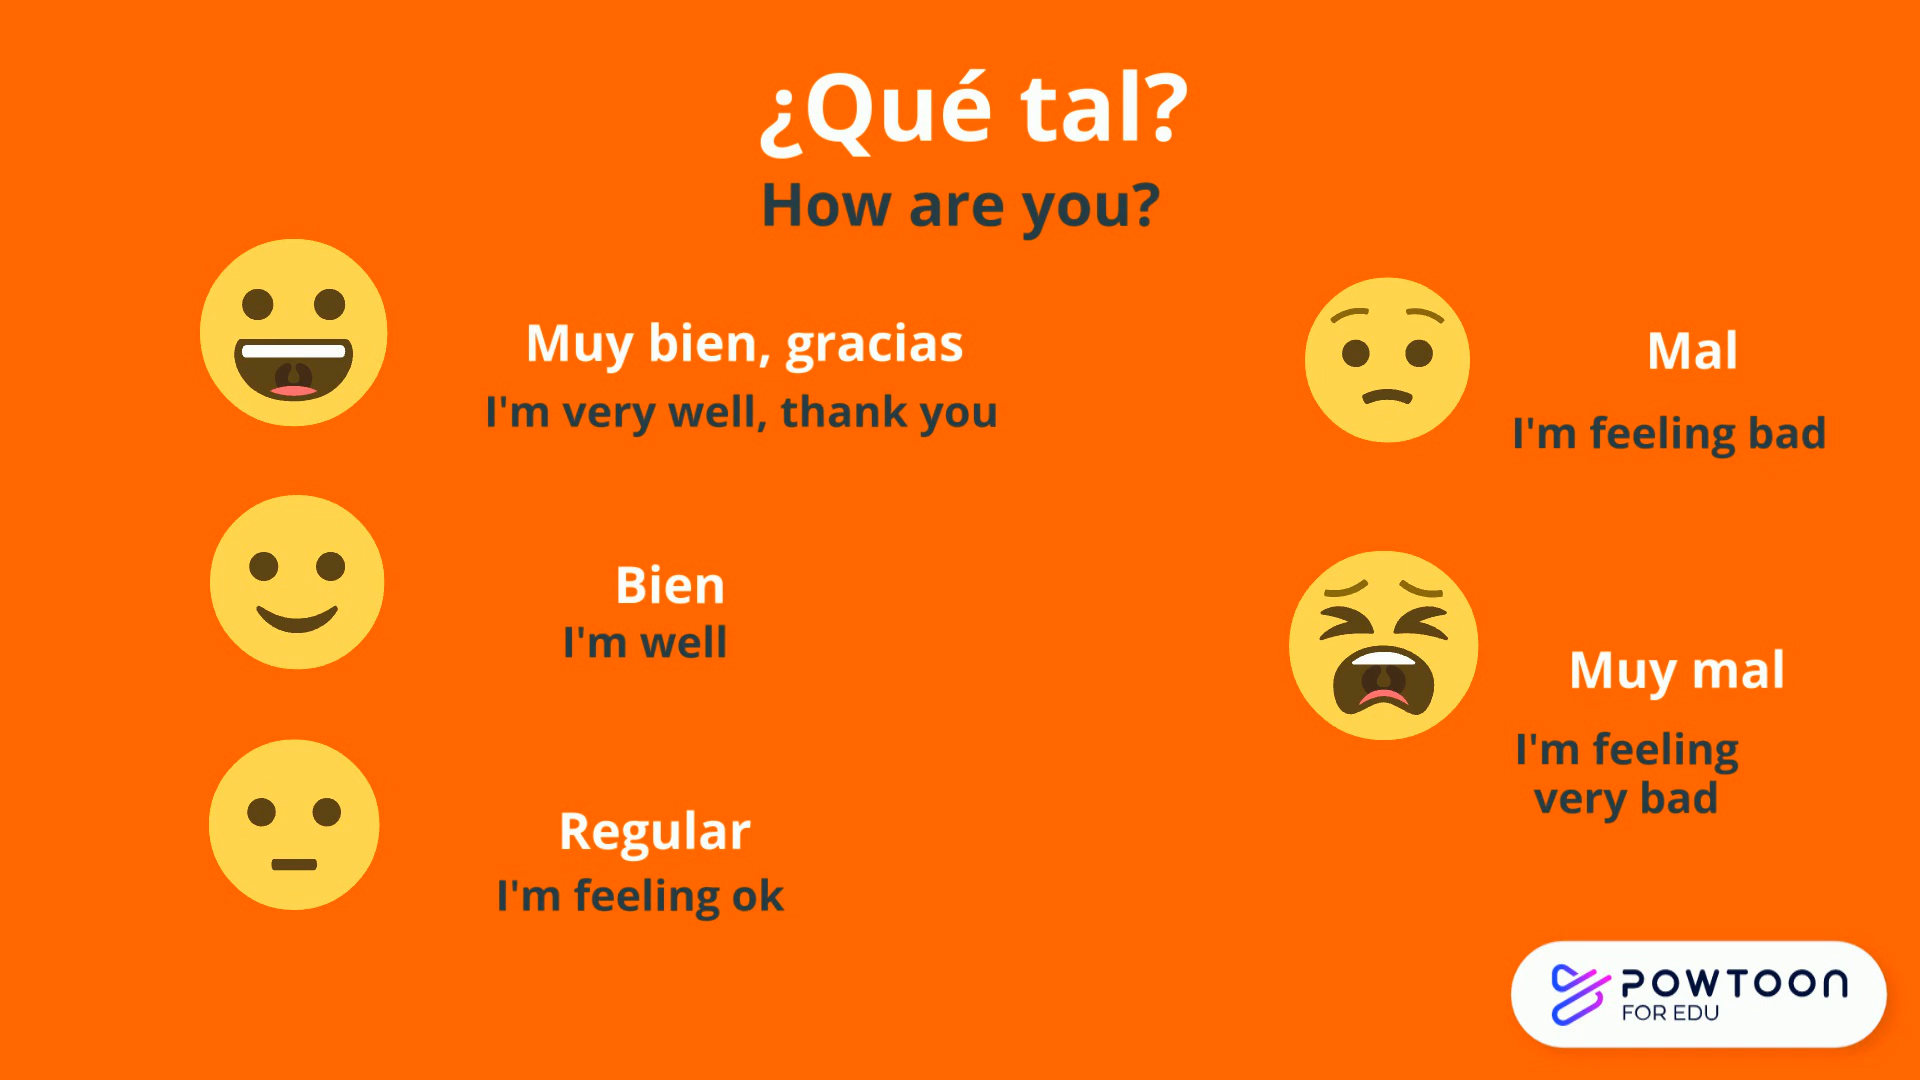 ¿Qué tal?
How are you?
Muy bien, gracias
I'm very well, thank you
Bien
I'm well
Regular
I'm feeling ok
Mal
I'm feeling bad
Muy mal
I'm feeling
very bad
POWTOON
FOR EDU